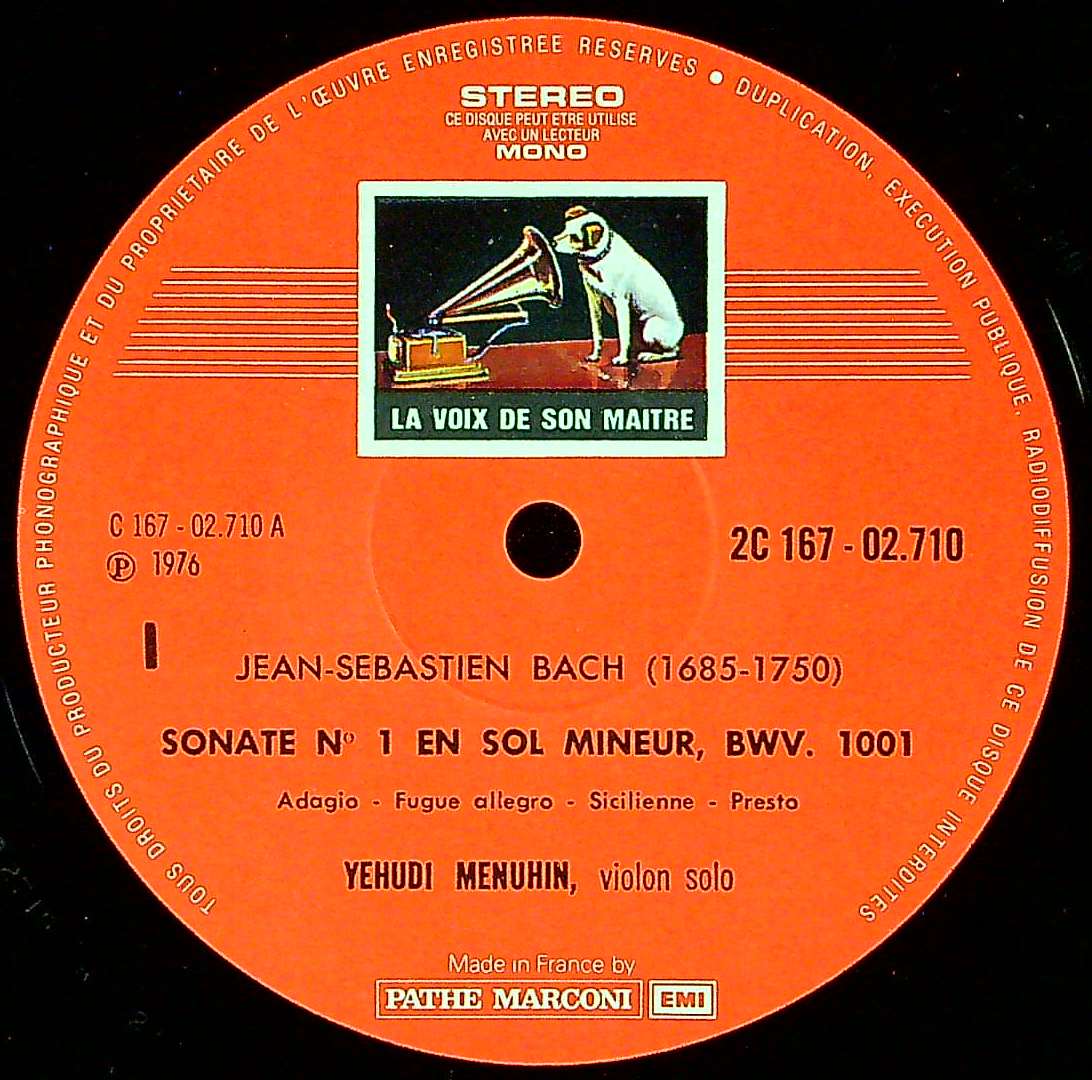 TOUS DROITS DU PRODUCTEUR PHONOGRAPHIQUE ET DU PROPRIETAIRE DE L'ŒUVRE ENREGISTREE RESERVES ● DUPLICATION, EXECUTION PUBLIQUE, RADIODIFFUSION DE CE DISQUE INTERDITES
STEREO
CE DISQUE PEUT ETRE UTILISE
AVEC UN LECTEUR
MONO
LA VOIX DE SON MAITRE
C 167 - 02.710 A
℗ 1976
2C 167 - 02.710
I
JEAN-SEBASTIEN BACH (1685-1750)
SONATE Nº 1 EN SOL MINEUR, BWV. 1001
Adagio - Fugue allegro - Sicilienne - Presto
YEHUDI MENUHIN, violon solo
Made in France by
PATHE MARCONI EMI